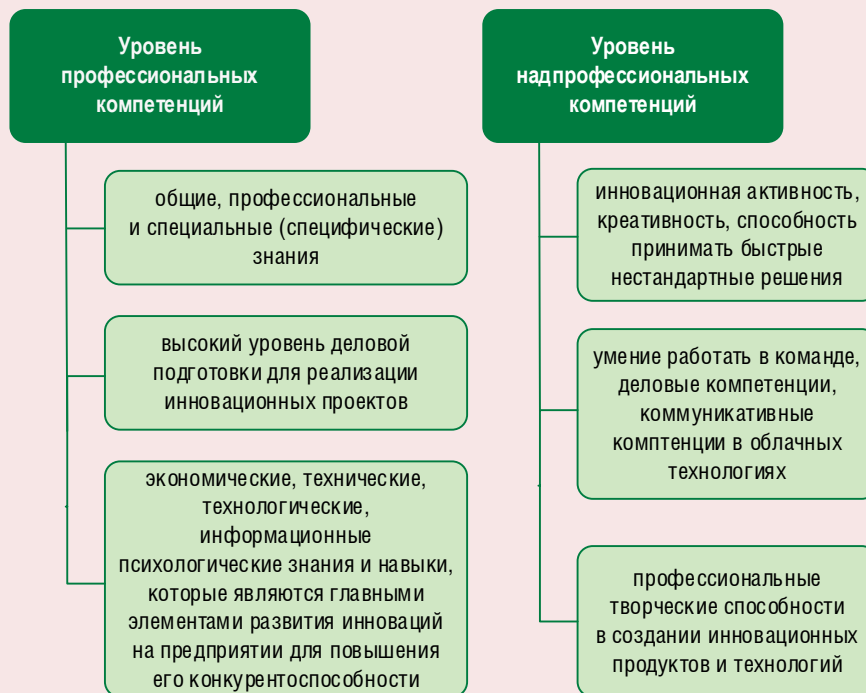 Уровень
профессиональных
компетенций
общие, профессиональные
и специальные (специфические)
знания
высокий уровень деловой
подготовки для реализации
инновационных проектов
экономические, технические,
технологические,
информационные
психологические знания и навыки,
которые являются главными
элементами развития инноваций
на предприятии для повышения
его конкурентоспособности
Уровень
надпрофессиональных
компетенций
инновационная активность,
креативность, способность
принимать быстрые
нестандартные решения
умение работать в команде,
деловые компетенции,
коммуникативные
комптенции в облачных
технологиях
профессиональные
творческие способности
в создании инновационных
продуктов и технологий